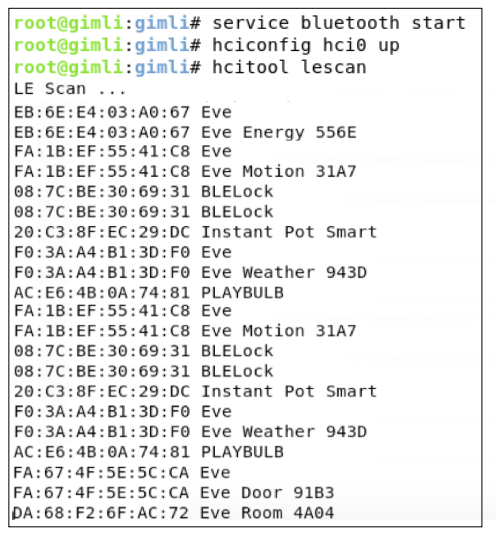 root@gimli:gimli# service bluetooth start
root@gimli:gimli# hciconfig hci0 up
root@gimli:gimli# hcitool lescan
LE Scan ...
EB:6E:E4:03:A0:67 Eve
EB:6E:E4:03:A0:67 Eve Energy 556E
FA:1B:EF:55:41:C8 Eve
FA:1B:EF:55:41:C8 Eve Motion 31A7
08:7C:BE:30:69:31 BLELock
08:7C:BE:30:69:31 BLELock
20:C3:8F:EC:29:DC Instant Pot Smart
F0:3A:A4:B1:3D:F0 Eve
F0:3A:A4:B1:3D:F0 Eve Weather 943D
AC:E6:4B:0A:74:81 PLAYBULB
FA:1B:EF:55:41:C8 Eve
FA:1B:EF:55:41:C8 Eve Motion 31A7
08:7C:BE:30:69:31 BLELock
08:7C:BE:30:69:31 BLELock
20:C3:8F:EC:29:DC Instant Pot Smart
F0:3A:A4:B1:3D:F0 Eve
F0:3A:A4:B1:3D:F0 Eve Weather 943D
AC:E6:4B:0A:74:81 PLAYBULB
FA:67:4F:5E:5C:CA Eve
FA:67:4F:5E:5C:CA Eve Door 91B3
DA:68:F2:6F:AC:72 Eve Room 4A04